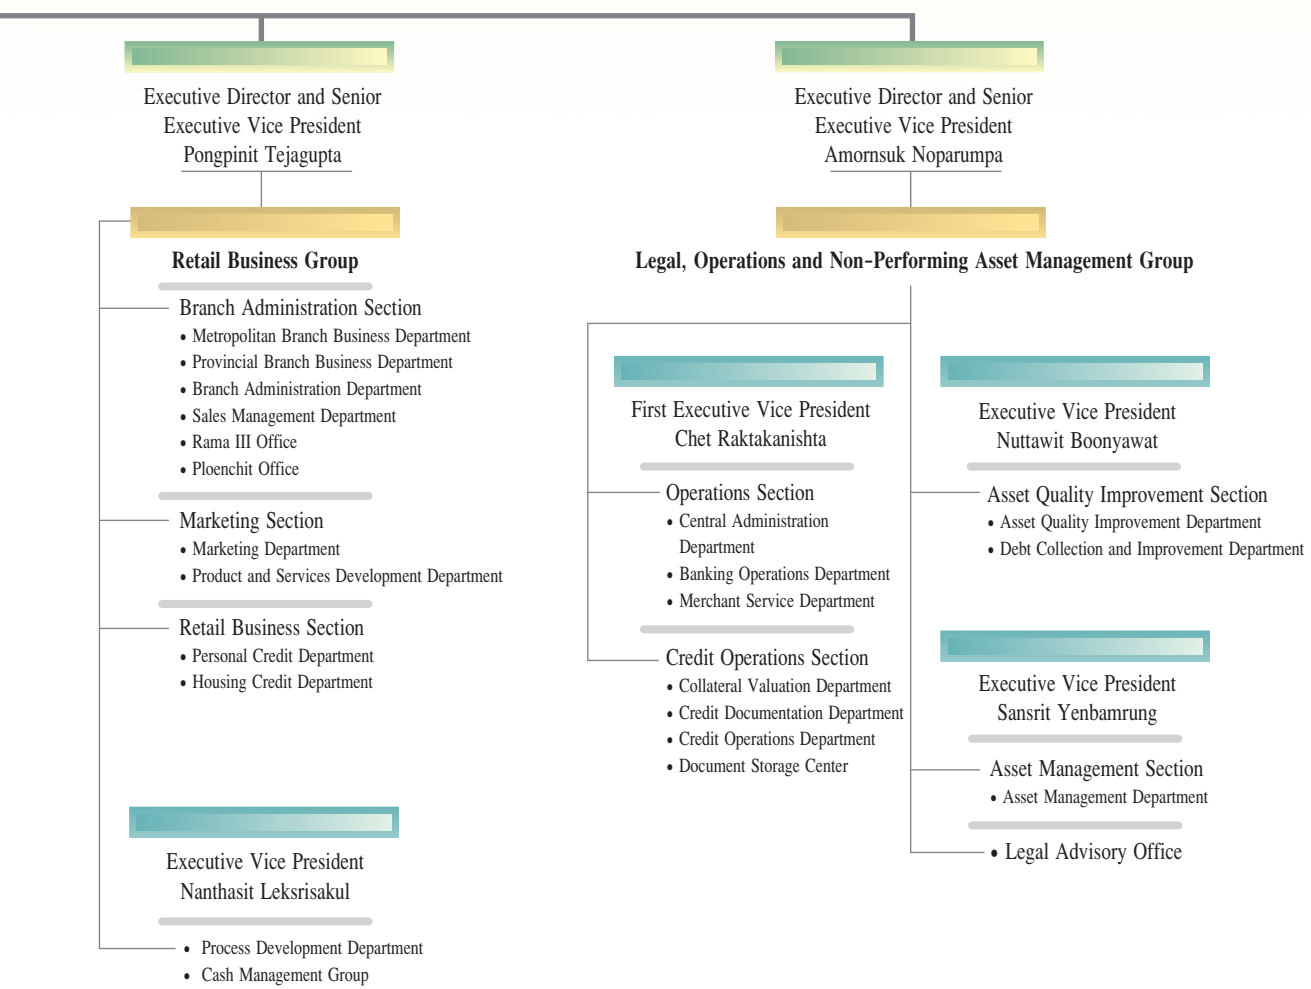 Executive Director and Senior
Executive Vice President
Pongpinit Tejagupta
Retail Business Group
Branch Administration Section
• Metropolitan Branch Business Department
• Provincial Branch Business Department
• Branch Administration Department
• Sales Management Department
• Rama III Office
• Ploenchit Office
Marketing Section
• Marketing Department
• Product and Services Development Department
Retail Business Section
• Personal Credit Department
• Housing Credit Department
Executive Vice President
Nanthasit Leksrisakul
• Process Development Department
• Cash Management Group
Executive Director and Senior
Executive Vice President
Amornsuk Noparumpa
Legal, Operations and Non-Performing Asset Management Group
First Executive Vice President
Chet Raktakanishta
Operations Section
• Central Administration
Department
• Banking Operations Department
• Merchant Service Department
Credit Operations Section
• Collateral Valuation Department
• Credit Documentation Department
• Credit Operations Department
• Document Storage Center
Executive Vice President
Nuttawit Boonyawat
Asset Quality Improvement Section
• Asset Quality Improvement Department
• Debt Collection and Improvement Department
Executive Vice President
Sansrit Yenbamrung
Asset Management Section
• Asset Management Department
• Legal Advisory Office